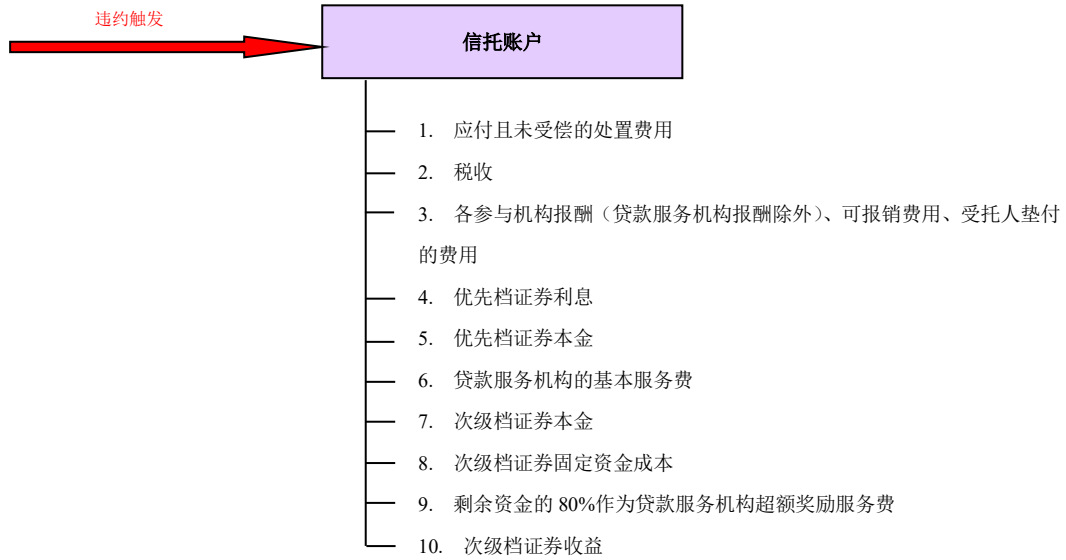 违约触发
信托账户
1. 应付且未受偿的处置费用
2. 税收
3. 各参与机构报酬（贷款服务机构报酬除外）、可报销费用、受托人垫付
的费用
4. 优先档证券利息
5. 优先档证券本金
6. 贷款服务机构的基本服务费
7. 次级档证券本金
8. 次级档证券固定资金成本
9. 剩余资金的 80%作为贷款服务机构超额奖励服务费
10. 次级档证券收益